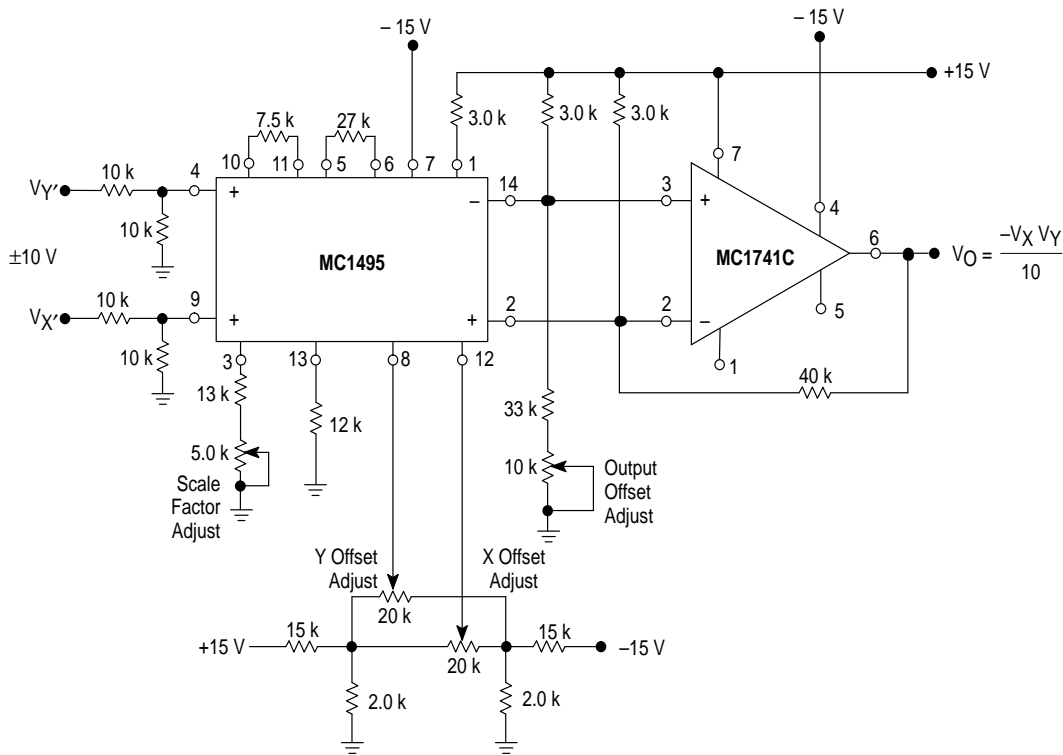 – 15 V
– 15 V
+15 V
3.0 k
3.0 k
3.0 k
7.5 k
27 k
10
11
5
6
7
1
7
VY′
10 k
4
+
–
14
3
+
4
10 k
±10 V
MC1495
MC1741C
6
VO = –VX VY
10
VX′
10 k
9
+
+
2
2
–
5
10 k
3
13
8
12
1
13 k
12 k
33 k
40 k
5.0 k
Scale
Factor
Adjust
10 k
Output
Offset
Adjust
Y Offset
Adjust
X Offset
Adjust
20 k
+15 V
15 k
20 k
15 k
–15 V
2.0 k
2.0 k